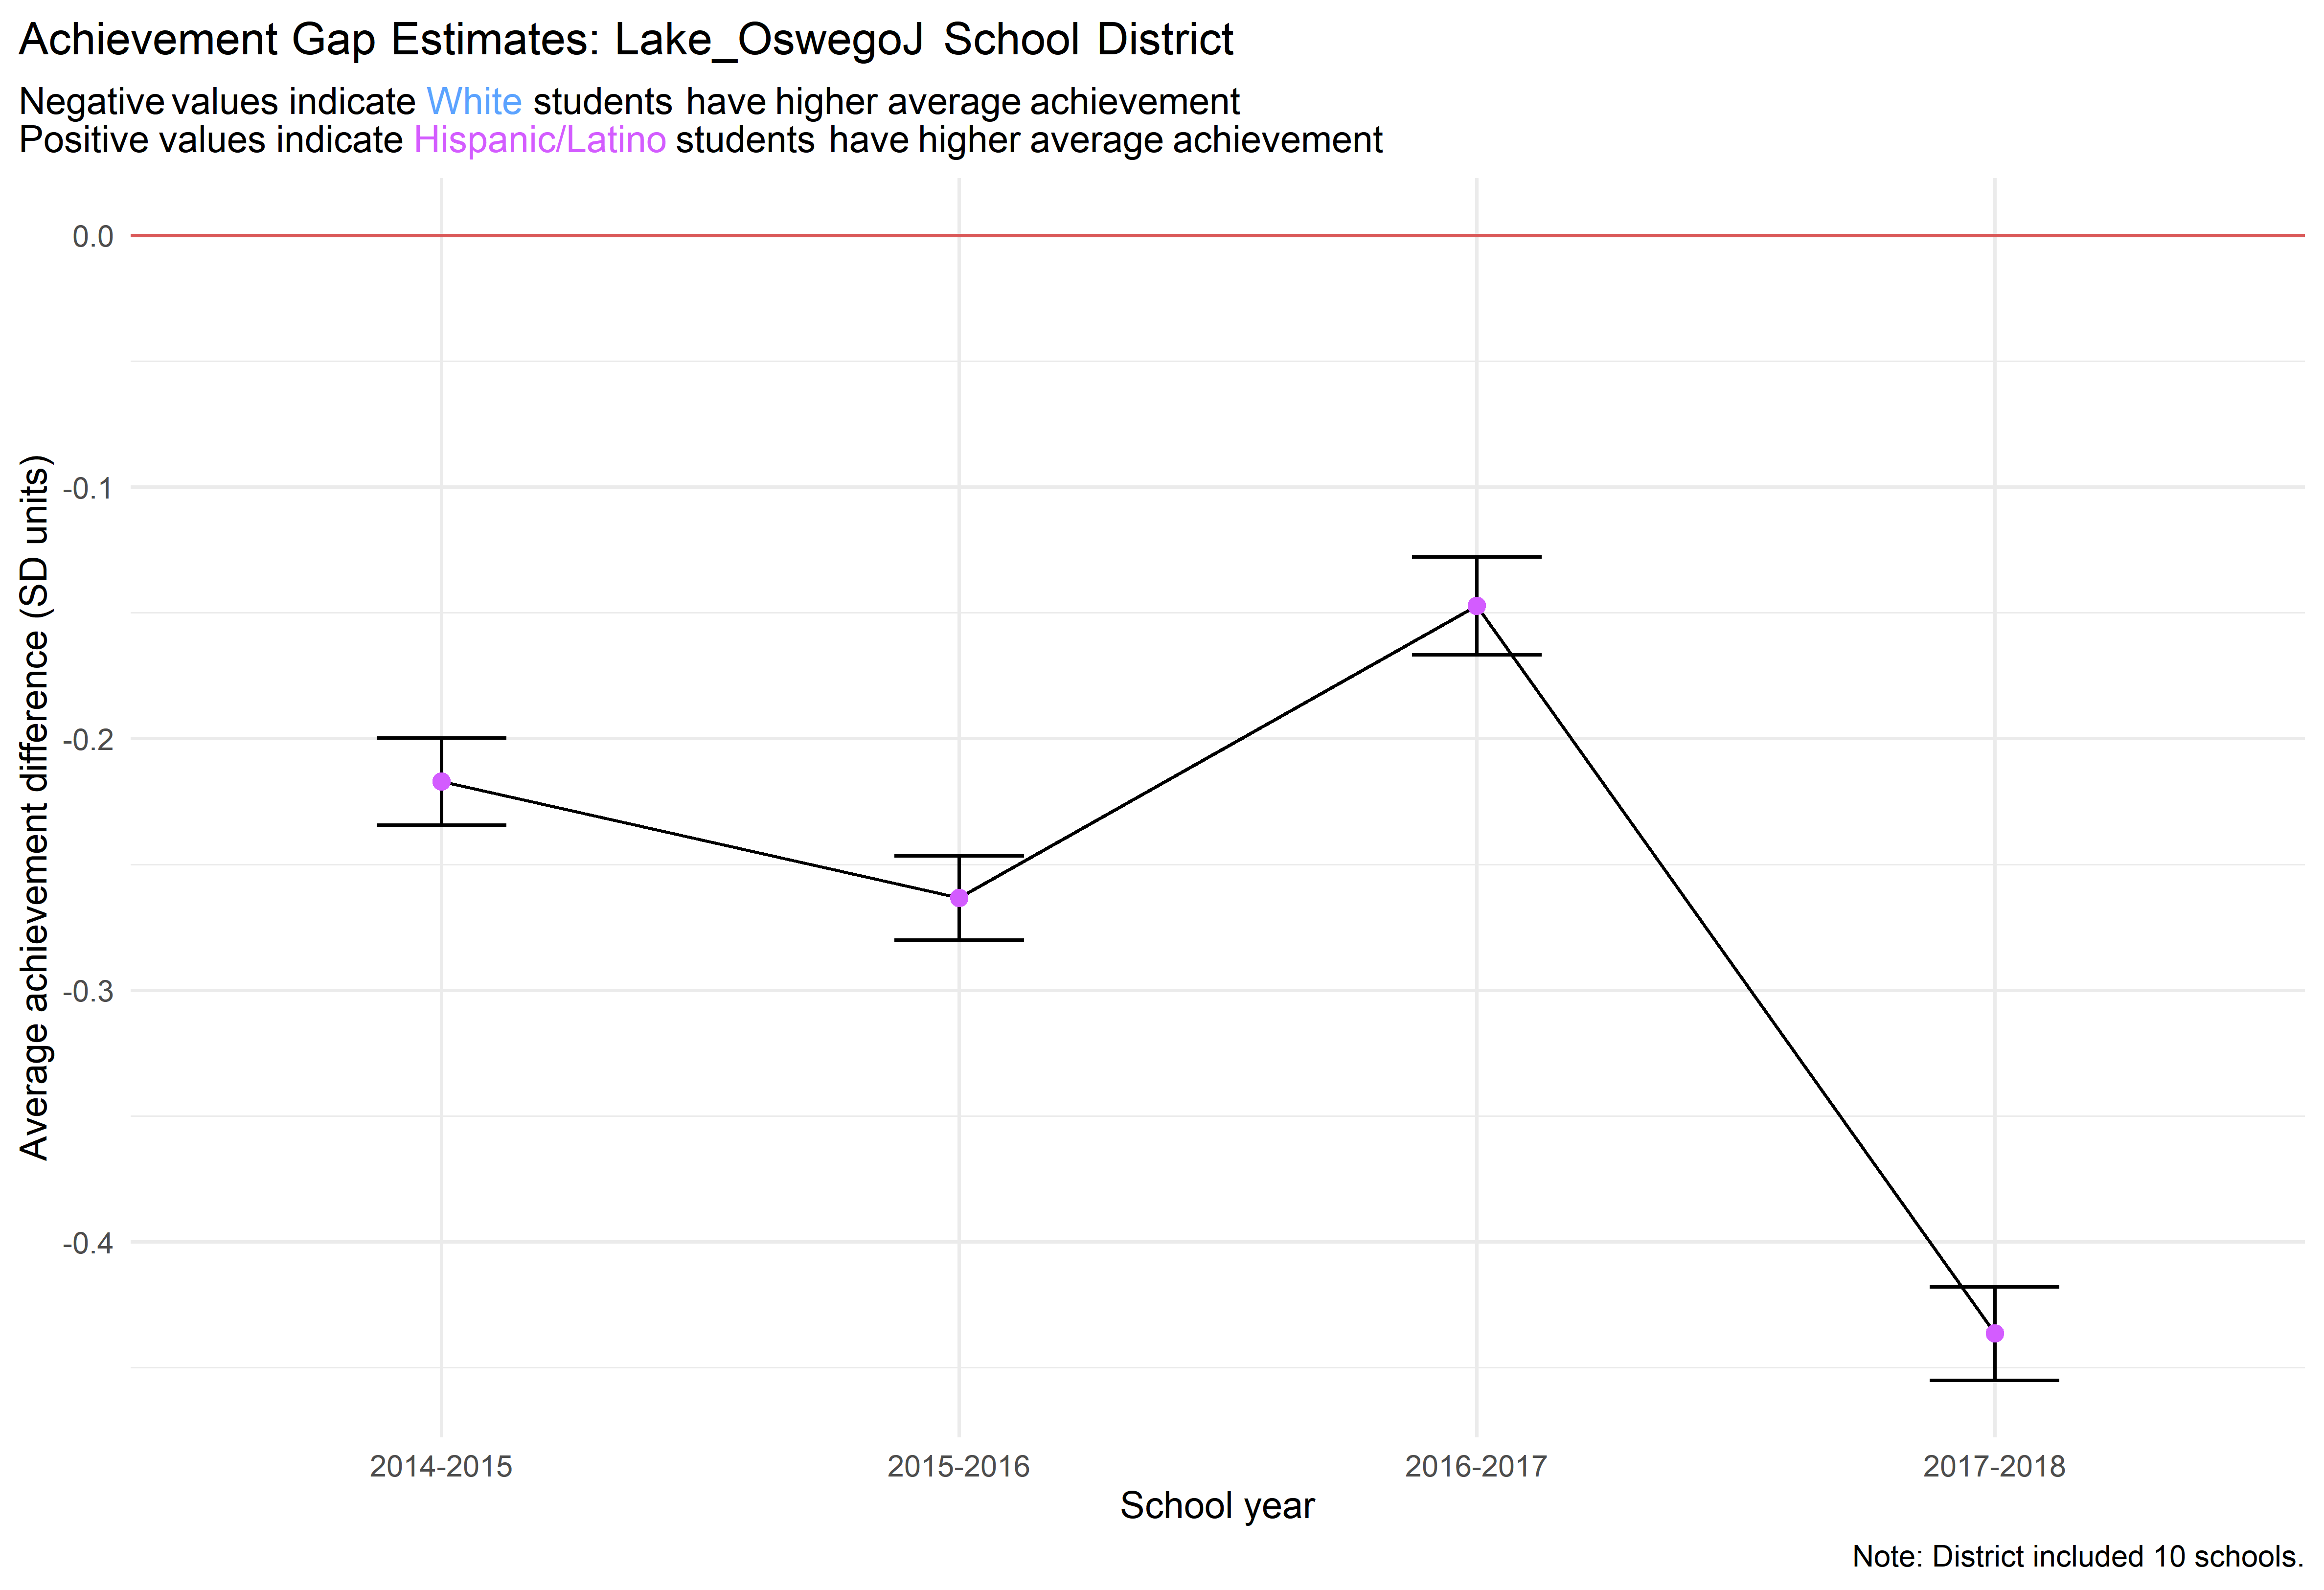 Achievement Gap Estimates: Lake_OswegoJ School District
Negative values indicate White students have higher average achievement
Positive values indicate Hispanic/Latino students have higher average achievement
Average achievement difference (SD units)
0.0
-0.1
-0.2
-0.3
-0.4
2014-2015
2015-2016
2016-2017
2017-2018
School year
Note: District included 10 schools.